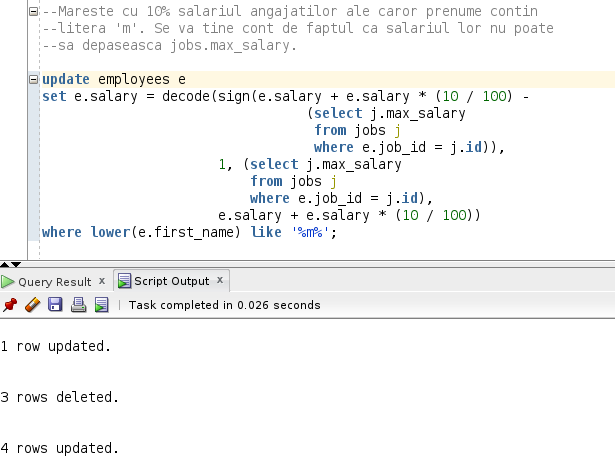 --Mareste cu 10% salariul angajatilor ale caror prenume contin
--litera 'm'. Se va tine cont de faptul ca salariul lor nu poate
--sa depaseasca jobs.max_salary.
update employees e
set e.salary = decode(sign(e.salary + e.salary * (10 / 100) -
(select j.max_salary
from jobs j
where e.job_id = j.id)),
1, (select j.max_salary
from jobs j
where e.job_id = j.id),
e.salary + e.salary * (10 / 100))
where lower(e.first_name) like '%m%';
Query Result x Script Output x
Task completed in 0.026 seconds
1 row updated.
3 rows deleted.
4 rows updated.